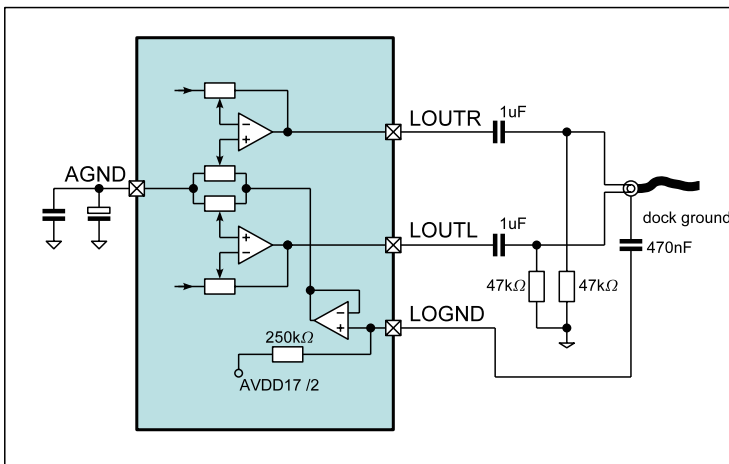 1uF
LOUTR
AGND
dock ground
1uF
LOUTL
470nF
47kΩ
47kΩ
LOGND
250kΩ
AVDD17 /2